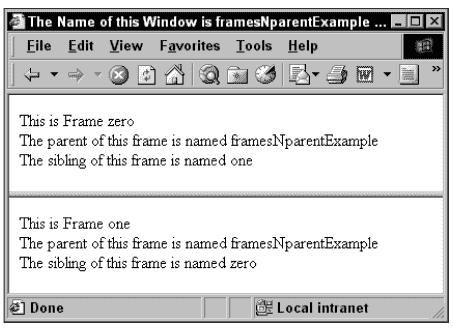 The Name of this Window is framesNparentExample ...
File Edit View Favorites Tools Help
»
This is Frame zero
The parent of this frame is named framesNparentExample
The sibling of this frame is named one
This is Frame one
The parent of this frame is named framesNparentExample
The sibling of this frame is named zero
Done Local intranet